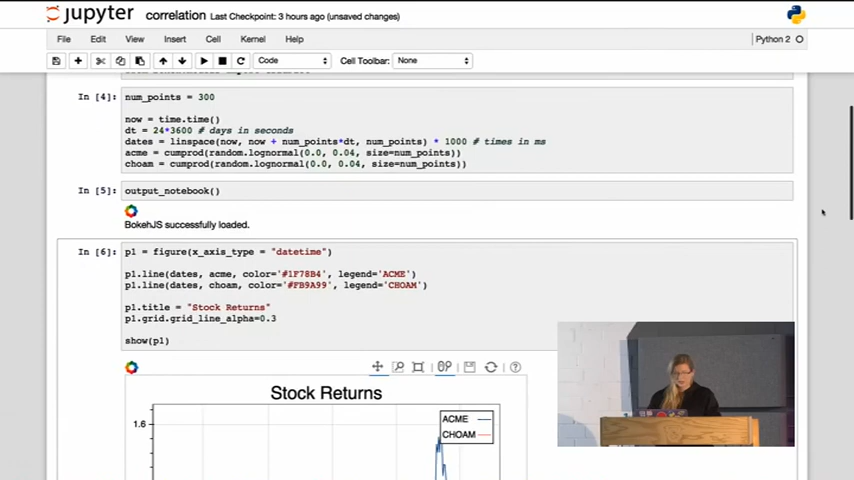 jupyter correlation Last Checkpoint: 3 hours ago (unsaved changes)
File Edit View Insert Cell Kernel Help Python 2
Code Cell Toolbar: None
In [4]: num_points = 300
now = time.time()
dt = 24*3600 # days in seconds
dates = linspace(now, now + num_points*dt, num_points) * 1000 # times in ms
acme = cumprod(random.lognormal(0.0, 0.04, size=num_points))
choam = cumprod(random.lognormal(0.0, 0.04, size=num_points))
In [5]: output_notebook()
BokehJS successfully loaded.
In [6]: p1 = figure(x_axis_type = "datetime")
p1.line(dates, acme, color='#1F78B4', legend='ACME')
p1.line(dates, choam, color='#FB9A99', legend='CHOAM')
p1.title = "Stock Returns"
p1.grid.grid_line_alpha=0.3
show(p1)
Stock Returns
ACME
1.6
CHOAM